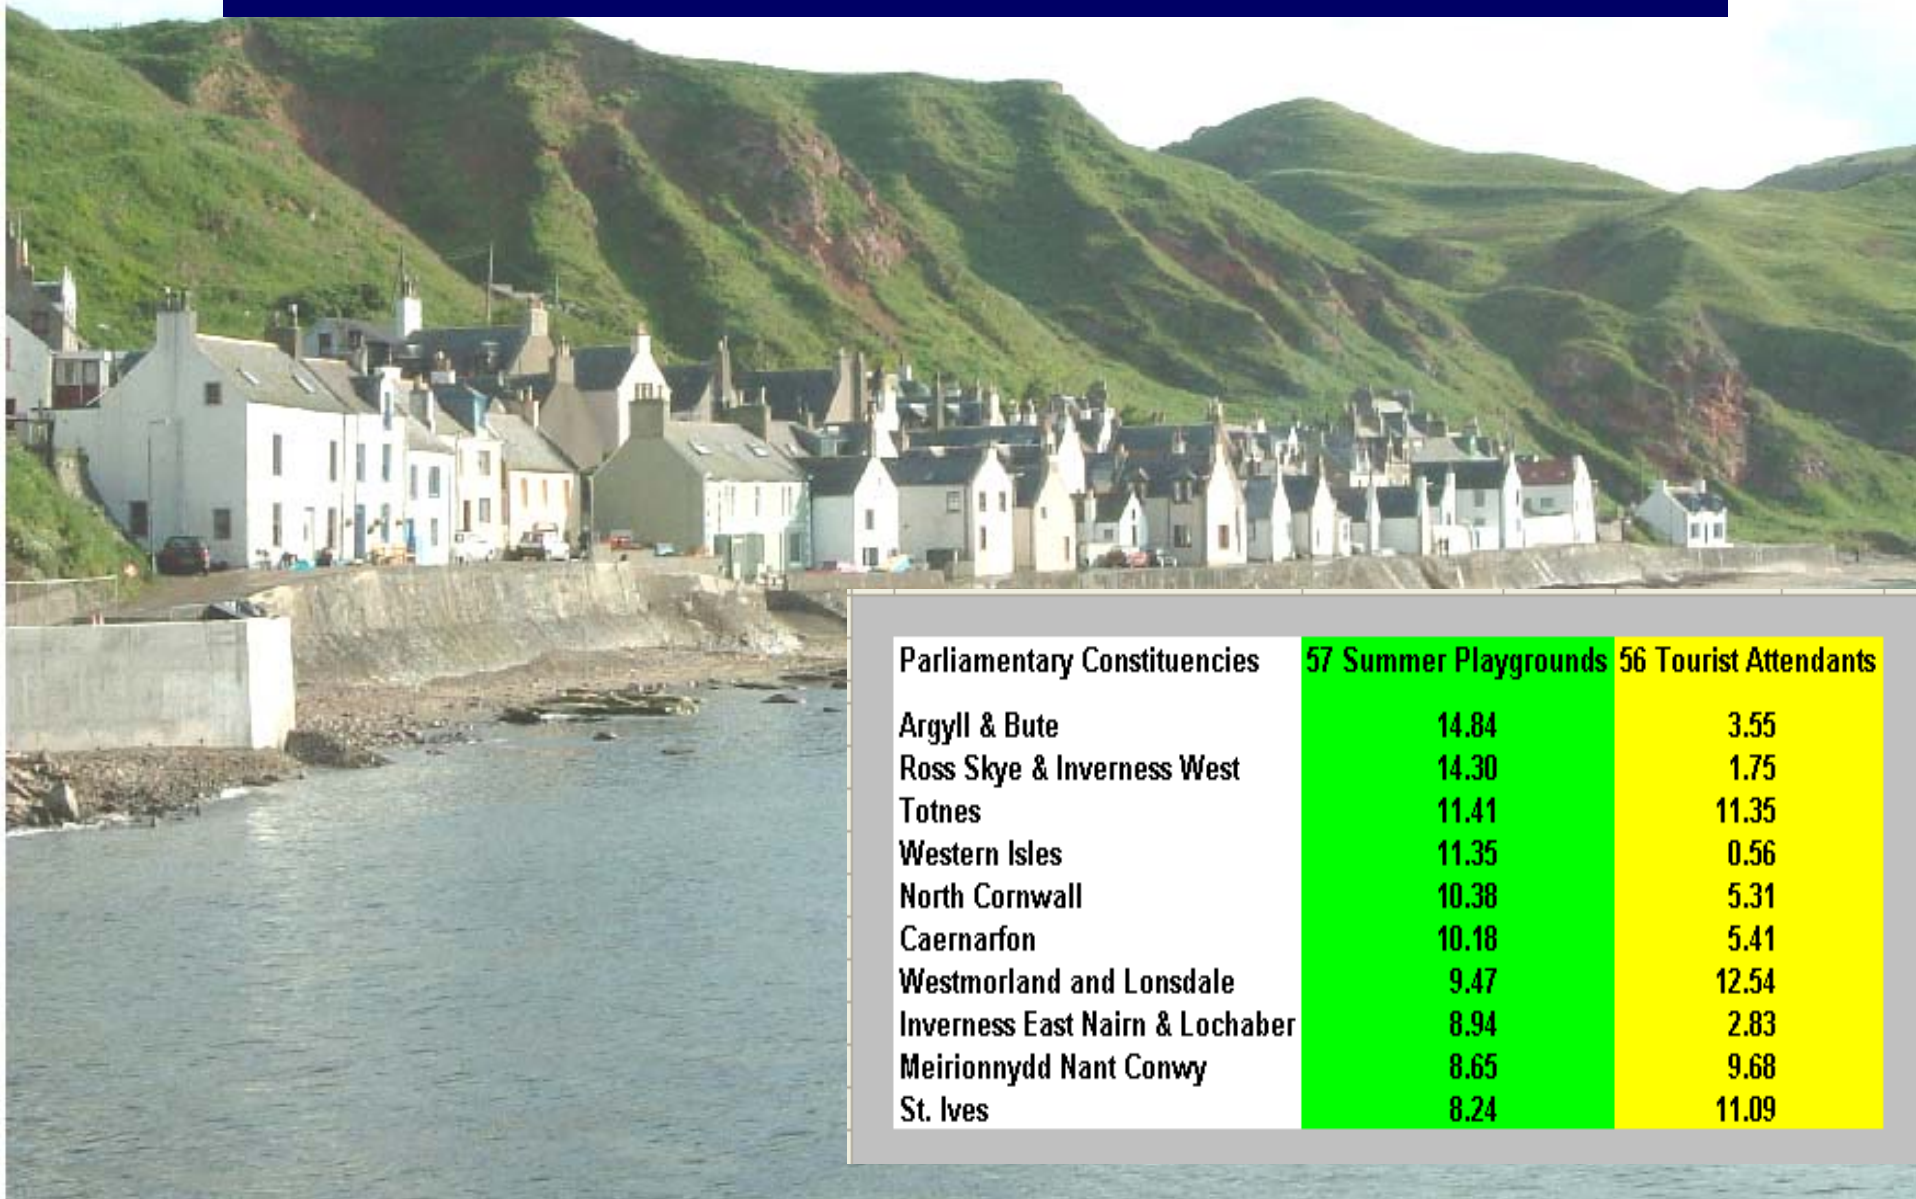 Parliamentary Constituencies 57 Summer Playgrounds 56 Tourist Attendants
Argyll & Bute 14.84 3.55
Ross Skye & Inverness West 14.30 1.75
Totnes 11.41 11.35
Western Isles 11.35 0.56
North Cornwall 10.38 5.31
Caernarfon 10.18 5.41
Westmorland and Lonsdale 9.47 12.54
Inverness East Nairn & Lochaber 8.94 2.83
Meirionnydd Nant Conwy 8.65 9.68
St. Ives 8.24 11.09